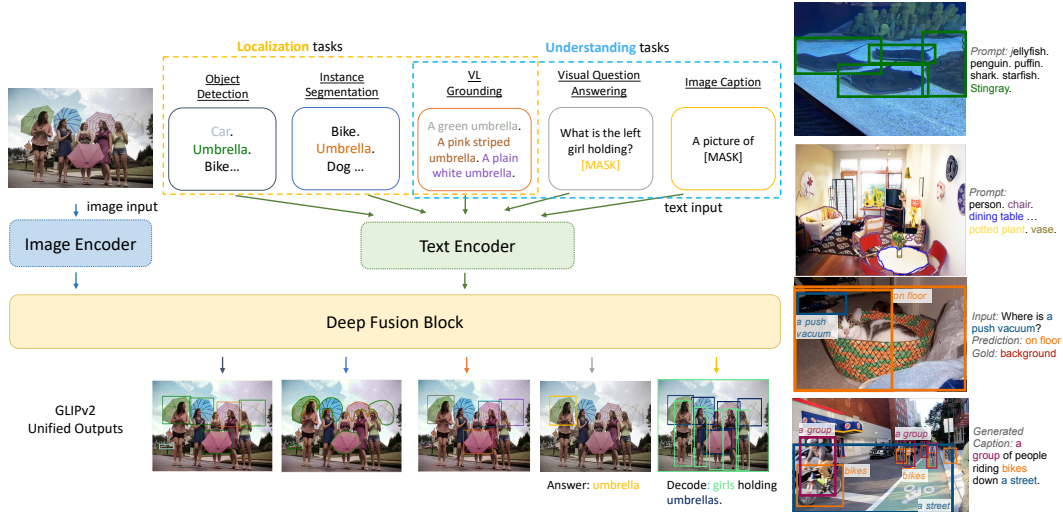 Localization tasks
Understanding tasks
Object
Detection
Instance
Segmentation
VL
Grounding
Visual Question
Answering
Image Caption
Car.
Umbrella.
Bike...
Bike.
Umbrella.
Dog ...
A green umbrella.
A pink striped
umbrella. A plain
white umbrella.
What is the left
girl holding?
[MASK]
A picture of
[MASK]
image input
text input
Image Encoder
Text Encoder
Deep Fusion Block
GLIPv2
Unified Outputs
Answer: umbrella
Decode: girls holding
umbrellas.
Prompt: jellyfish.
penguin. puffin.
shark. starfish.
Stingray.
Prompt:
person. chair.
dining table ...
potted plant. vase.
on floor
a push
vacuum
Input: Where is a
push vacuum?
Prediction: on floor
Gold: background
a group
a group
bikes
bikes
a street
Generated
Caption: a
group of people
riding bikes
down a street.